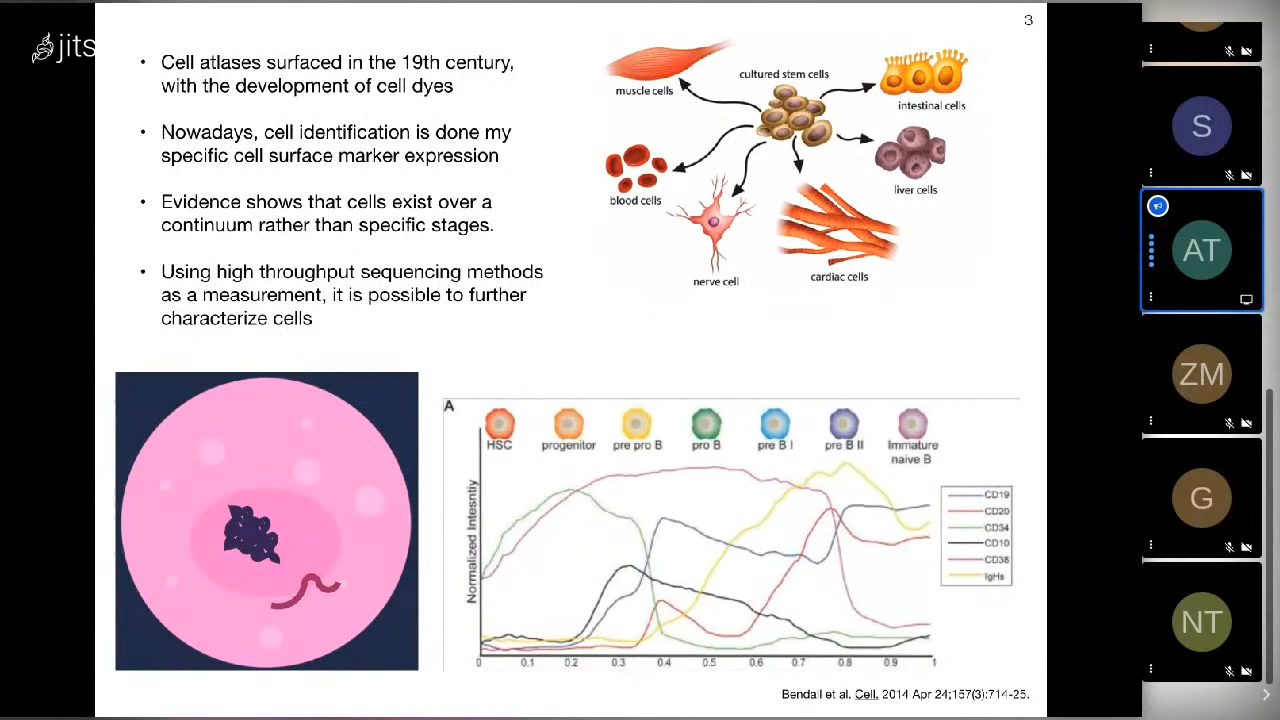 3
jits
• Cell atlases surfaced in the 19th century,
with the development of cell dyes
• Nowadays, cell identification is done my
specific cell surface marker expression
• Evidence shows that cells exist over a
continuum rather than specific stages.
• Using high throughput sequencing methods
as a measurement, it is possible to further
characterize cells
cultured stem cells
muscle cells
intestinal cells
liver cells
blood cells
nerve cell
cardiac cells
A
HSC progenitor pre pro B pro B pre B I pre B II Immature
naive B
Normalized Intesntiy
CD19
CD20
CD34
CD10
CD38
IgHs
0 0.1 0.2 0.3 0.4 0.5 0.6 0.7 0.8 0.9 1
Bendall et al. Cell. 2014 Apr 24;157(3):714-25.
S
AT
ZM
G
NT